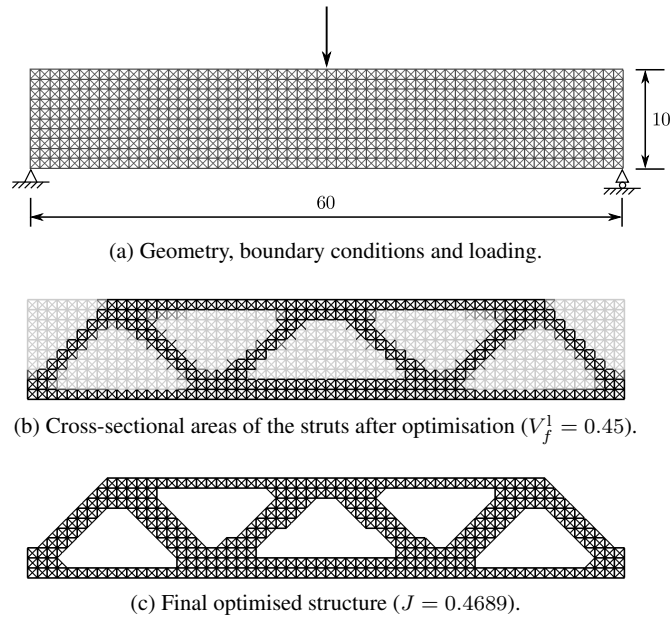 10
60
(a) Geometry, boundary conditions and loading.
(b) Cross-sectional areas of the struts after optimisation (V_f^l = 0.45).
(c) Final optimised structure (J = 0.4689).